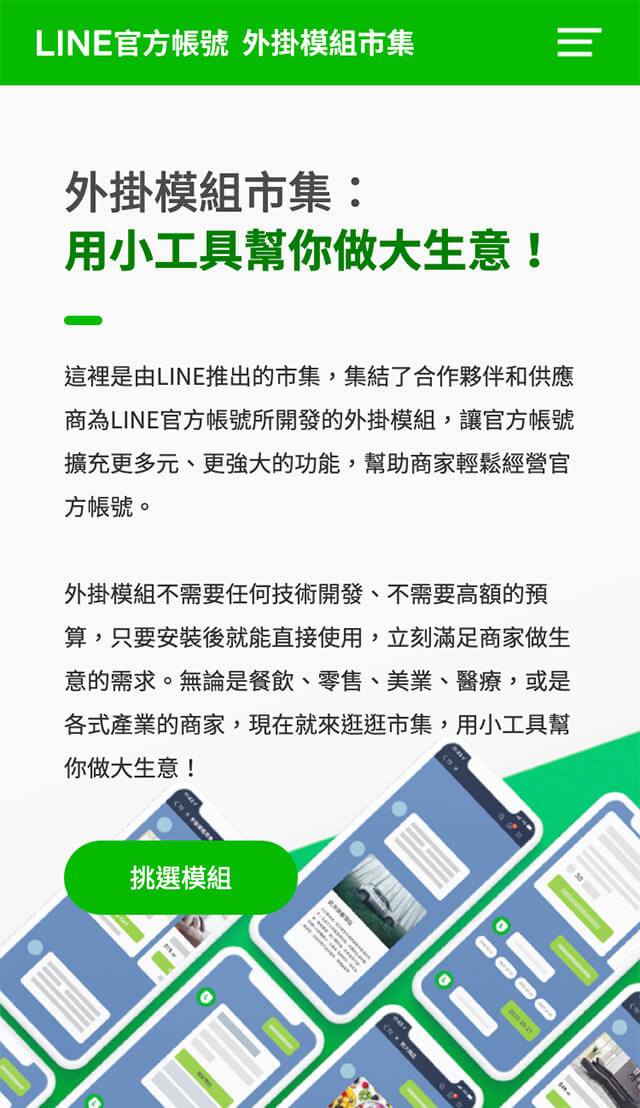 LINE官方帳號 外掛模組市集
外掛模組市集：
用小工具幫你做大生意！
這裡是由LINE推出的市集，集結了合作夥伴和供應
商為LINE官方帳號所開發的外掛模組，讓官方帳號
擴充更多元、更強大的功能，幫助商家輕鬆經營官
方帳號。
外掛模組不需要任何技術開發、不需要高額的預
算，只要安裝後就能直接使用，立刻滿足商家做生
意的需求。無論是餐飲、零售、美業、醫療，或是
各式產業的商家，現在就來逛逛市集，用小工具幫
你做大生意！
挑選模組